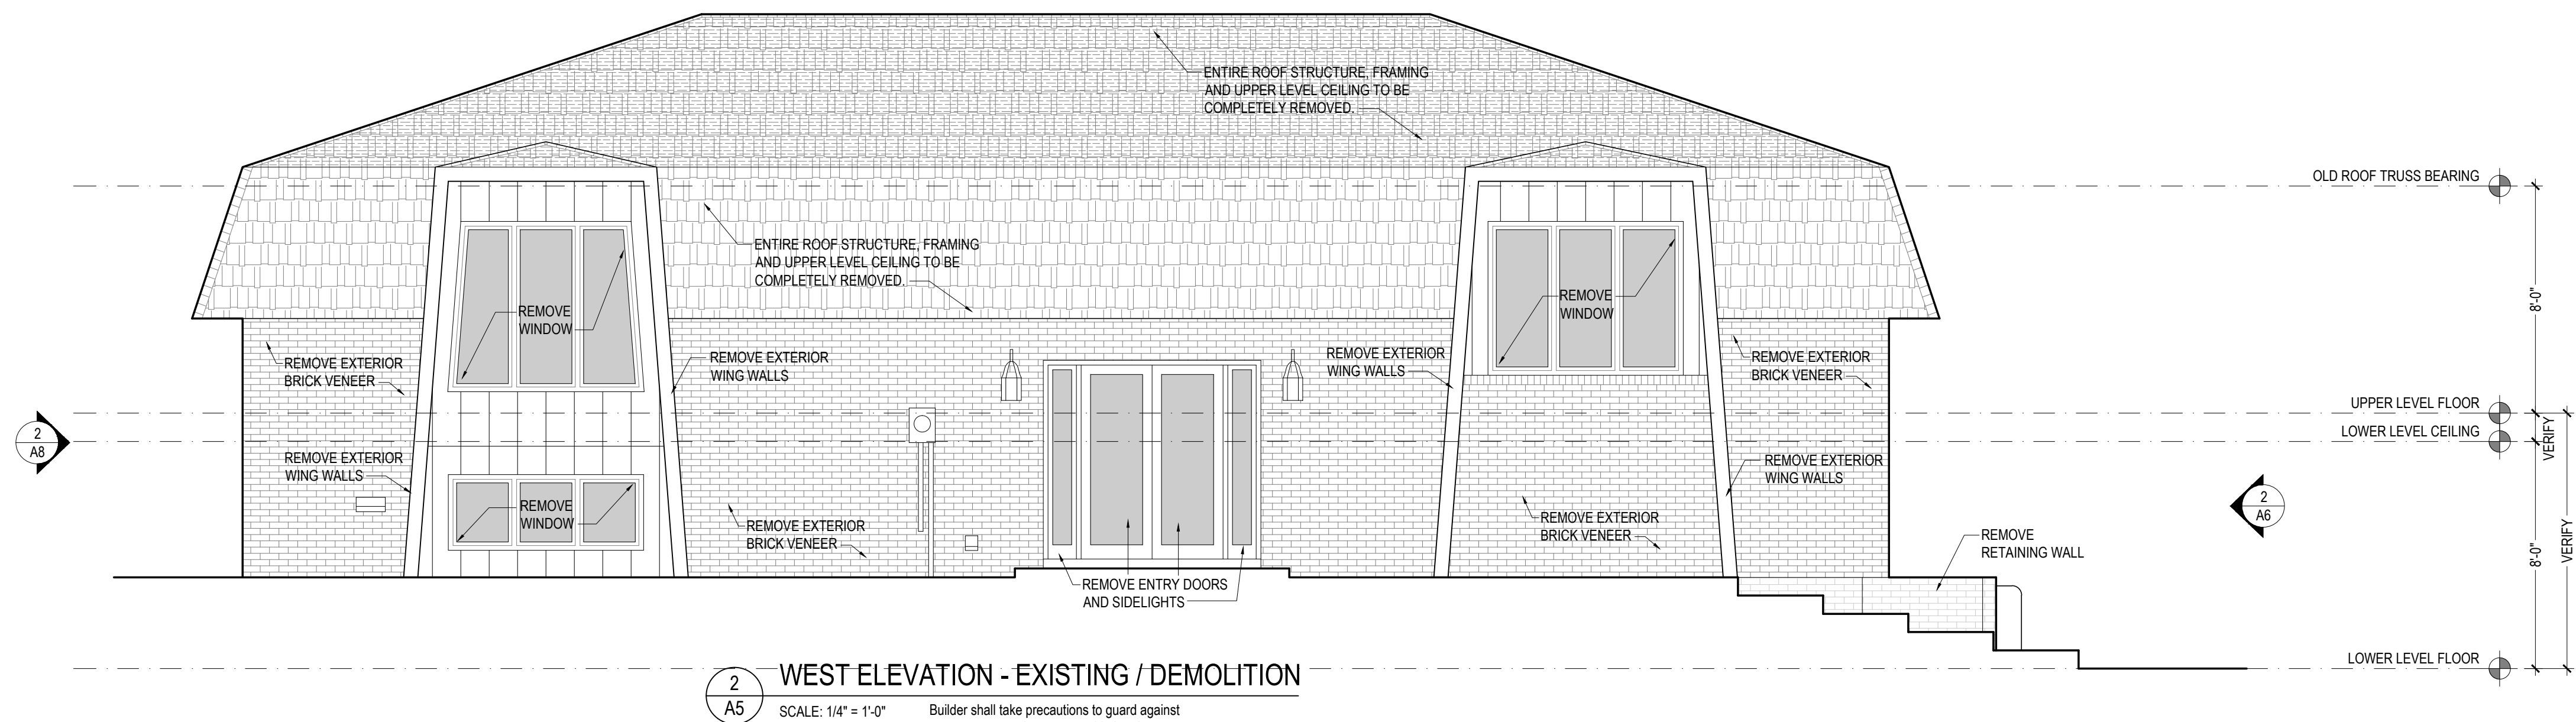 ENTIRE ROOF STRUCTURE, FRAMING
AND UPPER LEVEL CEILING TO BE
COMPLETELY REMOVED.
OLD ROOF TRUSS BEARING
ENTIRE ROOF STRUCTURE, FRAMING
AND UPPER LEVEL CEILING TO BE
COMPLETELY REMOVED.
REMOVE
WINDOW
REMOVE
WINDOW
8'-0"
REMOVE EXTERIOR
BRICK VENEER
REMOVE EXTERIOR
WING WALLS
REMOVE EXTERIOR
WING WALLS
REMOVE EXTERIOR
BRICK VENEER
UPPER LEVEL FLOOR
LOWER LEVEL CEILING
VERIFY
2
A8
REMOVE EXTERIOR
WING WALLS
REMOVE EXTERIOR
WING WALLS
2
A6
REMOVE
WINDOW
REMOVE EXTERIOR
BRICK VENEER
REMOVE EXTERIOR
BRICK VENEER
REMOVE
RETAINING WALL
8'-0"
VERIFY
REMOVE ENTRY DOORS
AND SIDELIGHTS
LOWER LEVEL FLOOR
2
A5
WEST ELEVATION - EXISTING / DEMOLITION
SCALE: 1/4" = 1'-0"
Builder shall take precautions to guard against